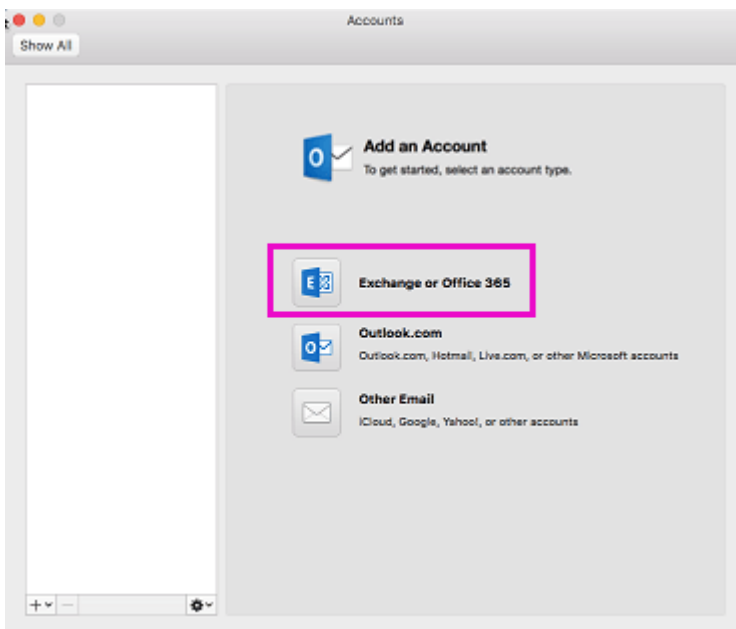 Accounts
Show All
Add an Account
To get started, select an account type.
Exchange or Office 365
Outlook.com
Outlook.com, Hotmail, Live.com, or other Microsoft accounts
Other Email
iCloud, Google, Yahoo!, or other accounts